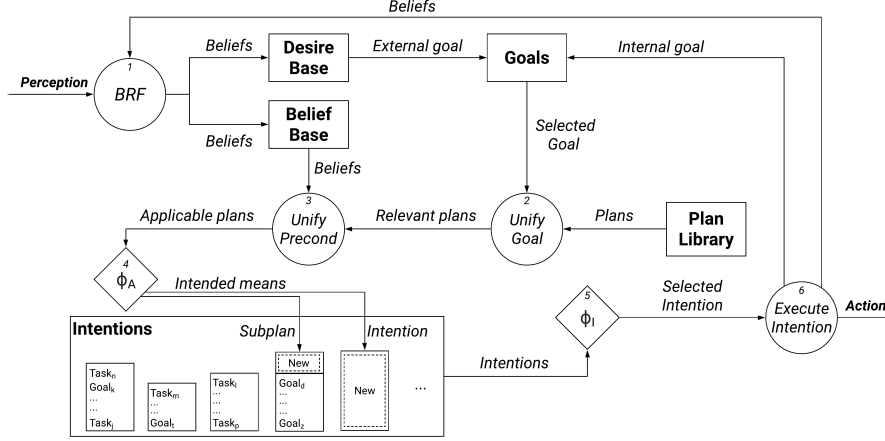 Beliefs
Beliefs
Desire
Base
External goal
Goals
Internal goal
Perception
1
BRF
Belief
Base
Beliefs
Selected
Goal
Beliefs
Applicable plans
3
Unify
Precond
Relevant plans
2
Unify
Goal
Plans
Plan
Library
4
ϕA
Intended means
5
ϕI
Selected
Intention
6
Execute
Intention
Action
Intentions
Subplan
Intention
Intentions
Taskn
Goalk
...
...
Taskj
Taskm
...
...
Goalt
Taski
...
...
Taskp
New
Goald
...
...
...
Goalz
New
...